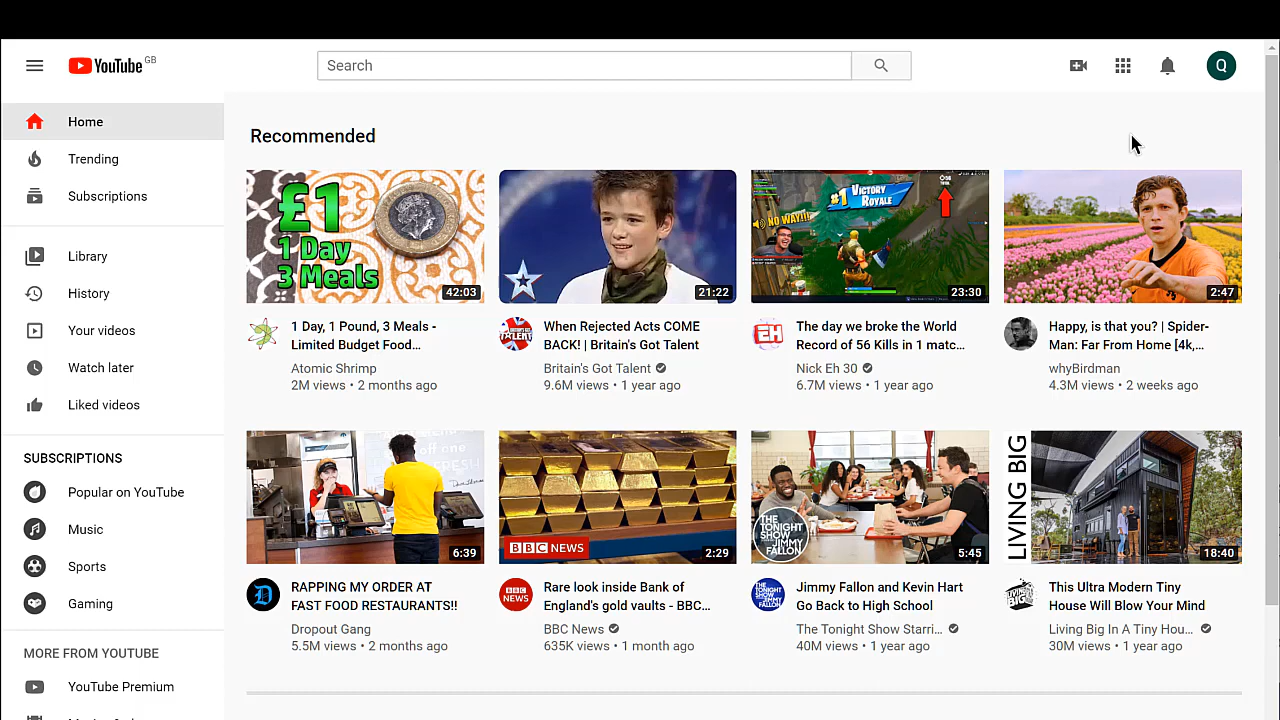 YouTube GB
Search
Q
Home
Trending
Subscriptions
Library
History
Your videos
Watch later
Liked videos
SUBSCRIPTIONS
Popular on YouTube
Music
Sports
Gaming
MORE FROM YOUTUBE
YouTube Premium
Recommended
£1
1 Day
3 Meals
42:03
21:22
#1 VICTORY
ROYALE
NO WAY!!!
23:30
2:47
1 Day, 1 Pound, 3 Meals -
Limited Budget Food...
Atomic Shrimp
2M views • 2 months ago
When Rejected Acts COME
BACK! | Britain's Got Talent
Britain's Got Talent
9.6M views • 1 year ago
EH
The day we broke the World
Record of 56 Kills in 1 matc...
Nick Eh 30
6.7M views • 1 year ago
Happy, is that you? | Spider-
Man: Far From Home [4k,...
whyBirdman
4.3M views • 2 weeks ago
6:39
BBC NEWS
2:29
THE
TONIGHT
SHOW
JIMMY
FALLON
5:45
LIVING BIG
18:40
D
RAPPING MY ORDER AT
FAST FOOD RESTAURANTS!!
Dropout Gang
5.5M views • 2 months ago
BBC
NEWS
Rare look inside Bank of
England's gold vaults - BBC...
BBC News
635K views • 1 month ago
Jimmy Fallon and Kevin Hart
Go Back to High School
The Tonight Show Starri...
40M views • 1 year ago
This Ultra Modern Tiny
House Will Blow Your Mind
Living Big In A Tiny Hou...
30M views • 1 year ago